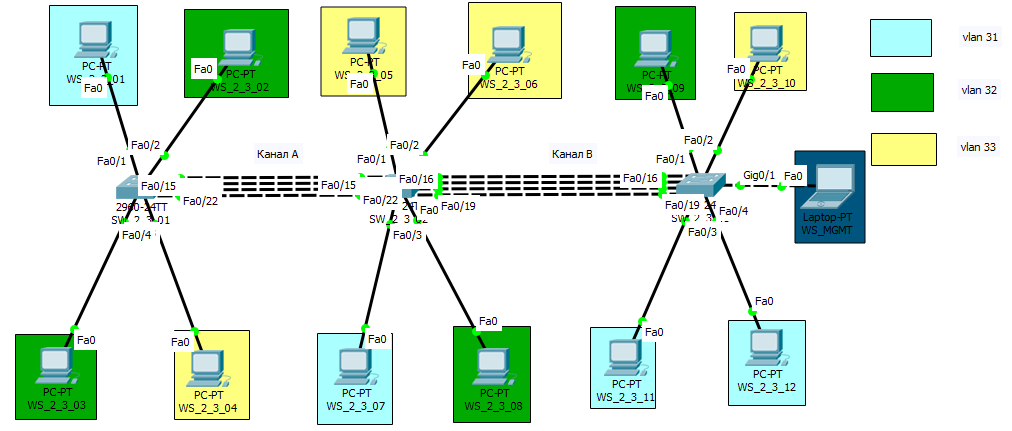 PC-PT
WS_2_3_01
Fa0
PC-PT
WS_2_3_02
Fa0
PC-PT
WS_2_3_05
Fa0
PC-PT
WS_2_3_06
Fa0
PC-PT
Fa0
PC-PT
WS_2_3_10
Fa0
vlan 31
vlan 32
vlan 33
Fa0/1
Fa0/2
Fa0/15
Fa0/22
2960-24TT
Fa0/4
Канал A
Fa0/1
Fa0/2
Fa0/15
Fa0/22
Fa0/16
Fa0/19
Fa0/3
Канал B
Fa0/1
Fa0/2
Fa0/16
Fa0/19
Fa0/4
Fa0/3
Gig0/1
Fa0
Laptop-PT
WS_MGMT
Fa0
PC-PT
WS_2_3_03
Fa0
PC-PT
WS_2_3_04
Fa0
PC-PT
WS_2_3_07
Fa0
PC-PT
WS_2_3_08
Fa0
PC-PT
WS_2_3_11
Fa0
PC-PT
WS_2_3_12